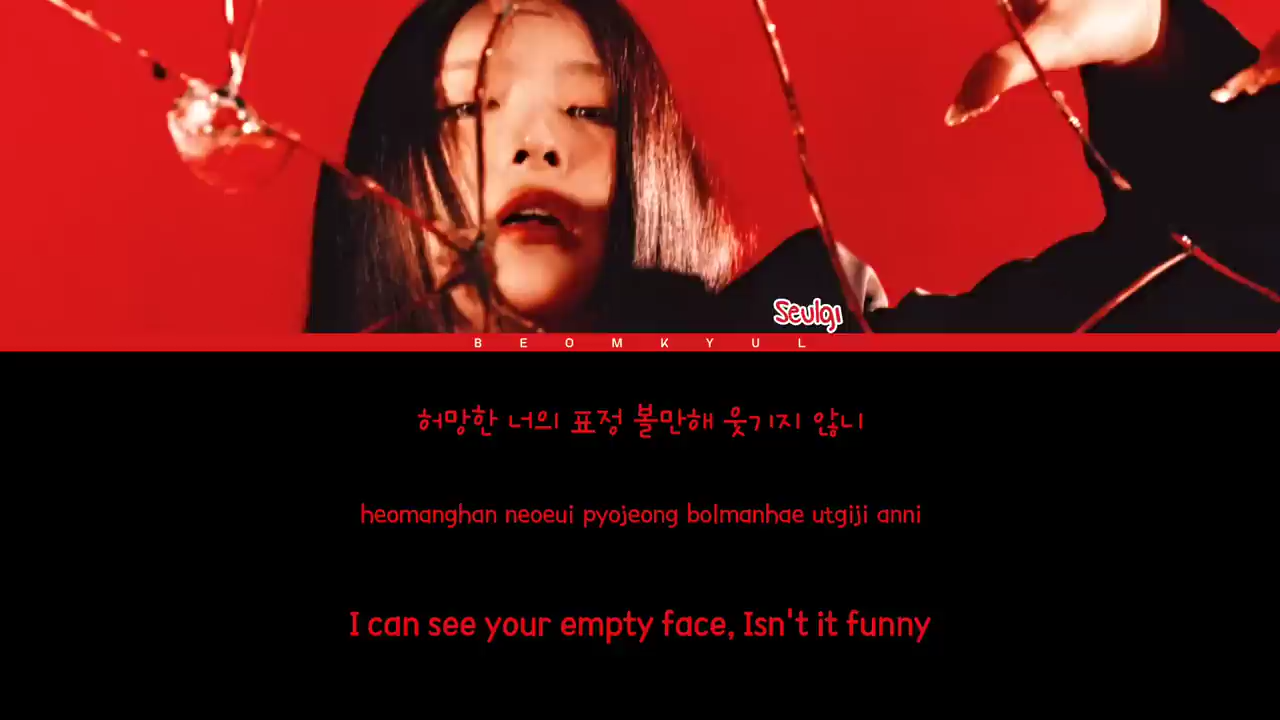 Seulgi
BEOMKYUL
허망한 너의 표정 볼만해 웃기지 않니
heomanghan neoeui pyojeong bolmanhae utgiji anni
I can see your empty face, Isn't it funny